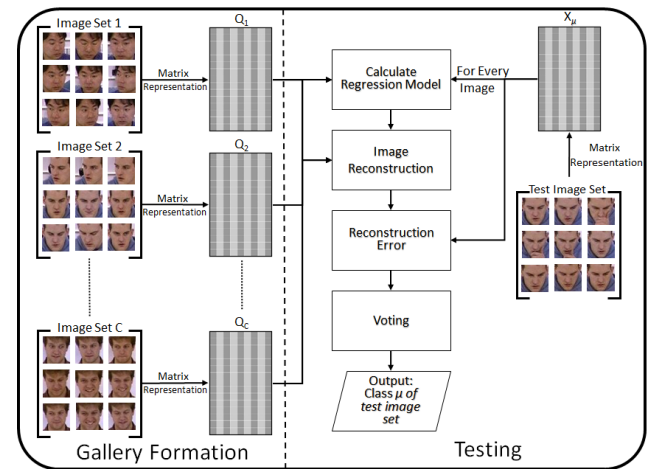 Image Set 1
Q1
Matrix
Representation
Image Set 2
Q2
Matrix
Representation
Image Set C
QC
Matrix
Representation
Gallery Formation
Calculate
Regression Model
For Every
Image
Xμ
Image
Reconstruction
Matrix
Representation
Test Image Set
Reconstruction
Error
Voting
Output:
Class μ of
test image
set
Testing